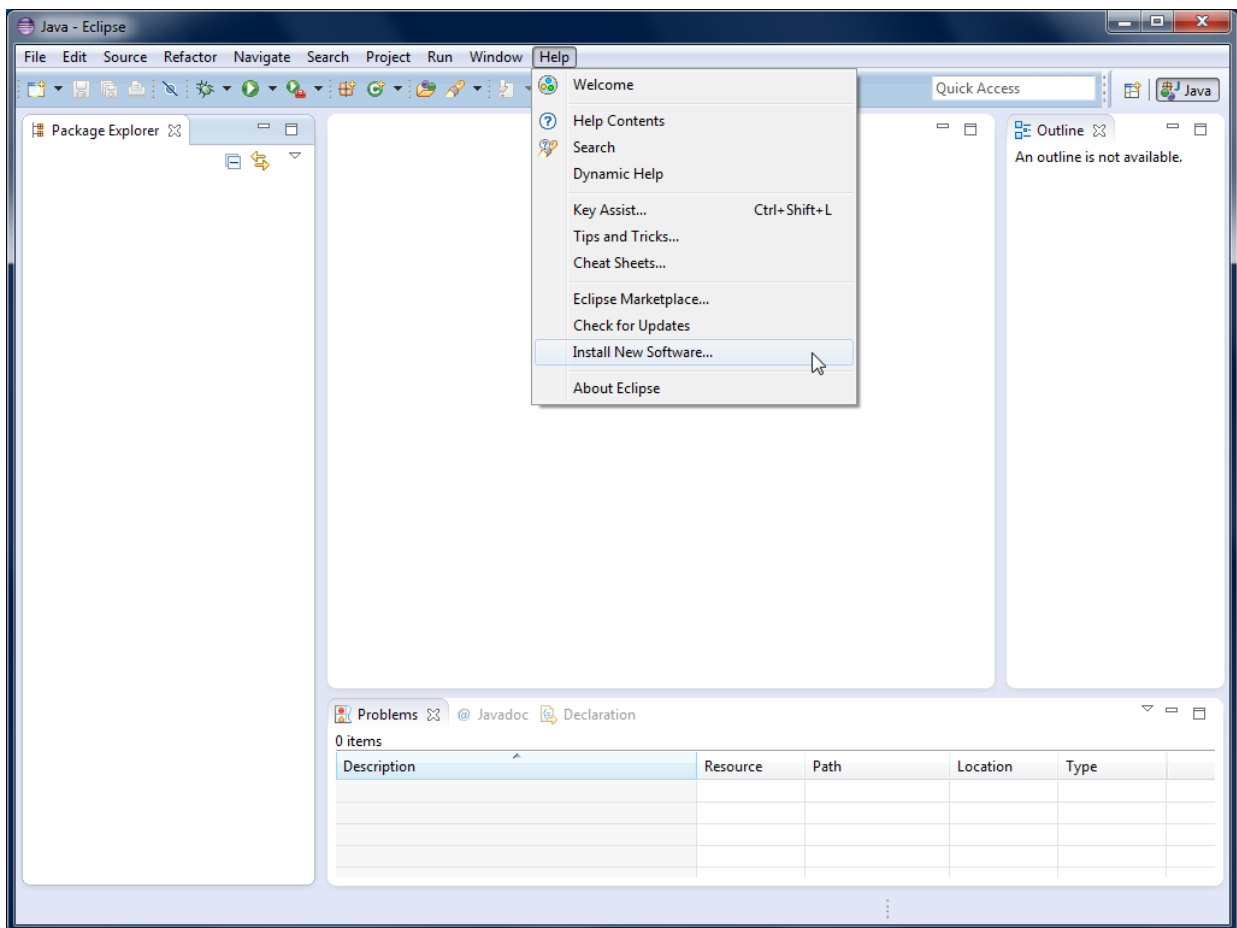 Java - Eclipse
File Edit Source Refactor Navigate Search Project Run Window Help
Quick Access
Java
Package Explorer
Welcome
Help Contents
Search
Dynamic Help
Key Assist... Ctrl+Shift+L
Tips and Tricks...
Cheat Sheets...
Eclipse Marketplace...
Check for Updates
Install New Software...
About Eclipse
Outline
An outline is not available.
Problems @ Javadoc Declaration
0 items
Description Resource Path Location Type